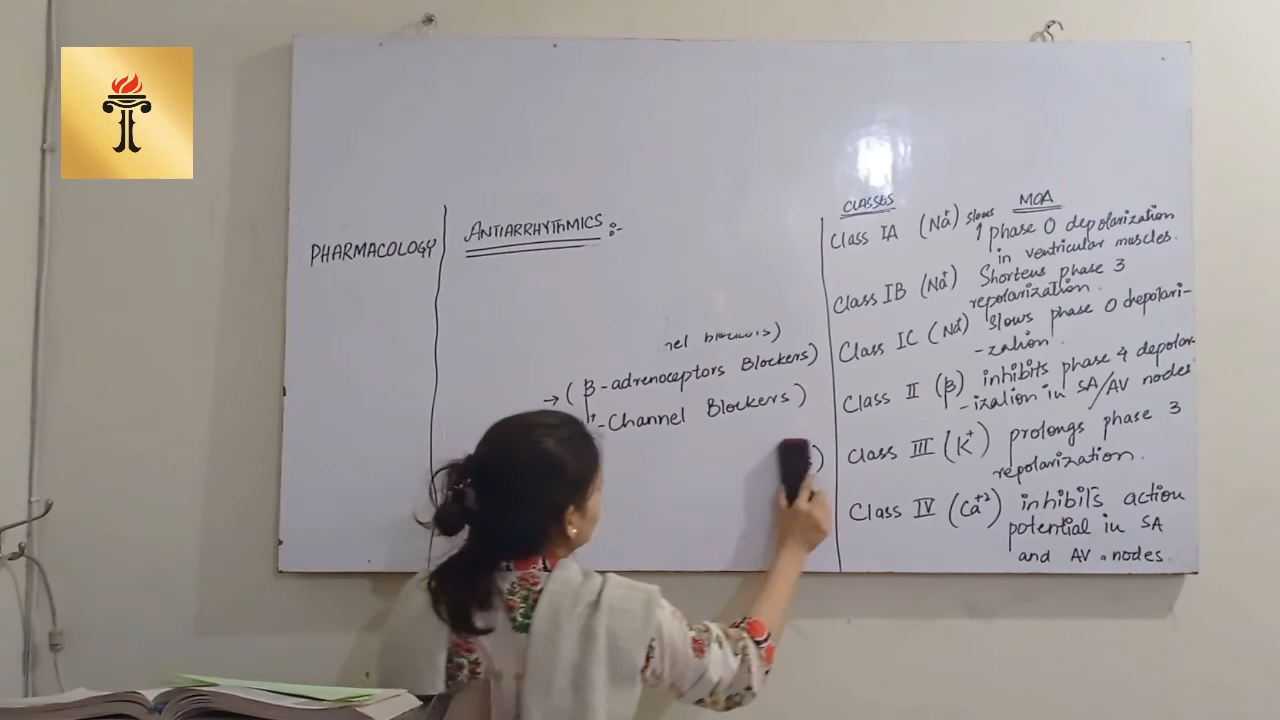 PHARMACOLOGY
ANTIARRHYTHMICS :-
nel
→ ( β - adrenoceptors Blockers )
-Channel Blockers )
)
CLASSES MOA
Class IA (Na⁺) slows
↑ phase 0 depolarization
in ventricular muscles.
Class IB (Na⁺) Shortens phase 3
repolarization.
Class IC (Na⁺) slows phase 0 depolari-
-zation.
Class II (β) inhibits phase 4 depolar-
-ization in SA/AV nodes
Class III (K⁺) prolongs phase 3
repolarization.
Class IV (Ca⁺²) inhibits action
potential in SA
and AV nodes.